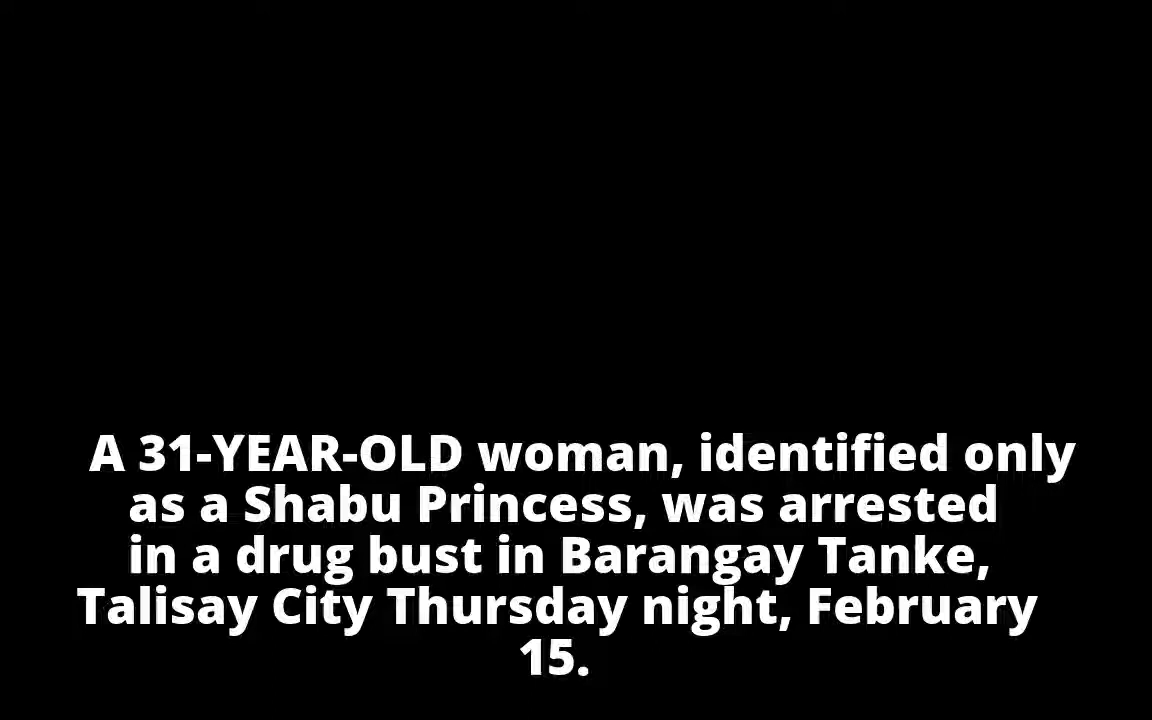 A 31-YEAR-OLD woman, identified only
as a Shabu Princess, was arrested
in a drug bust in Barangay Tanke,
Talisay City Thursday night, February
15.